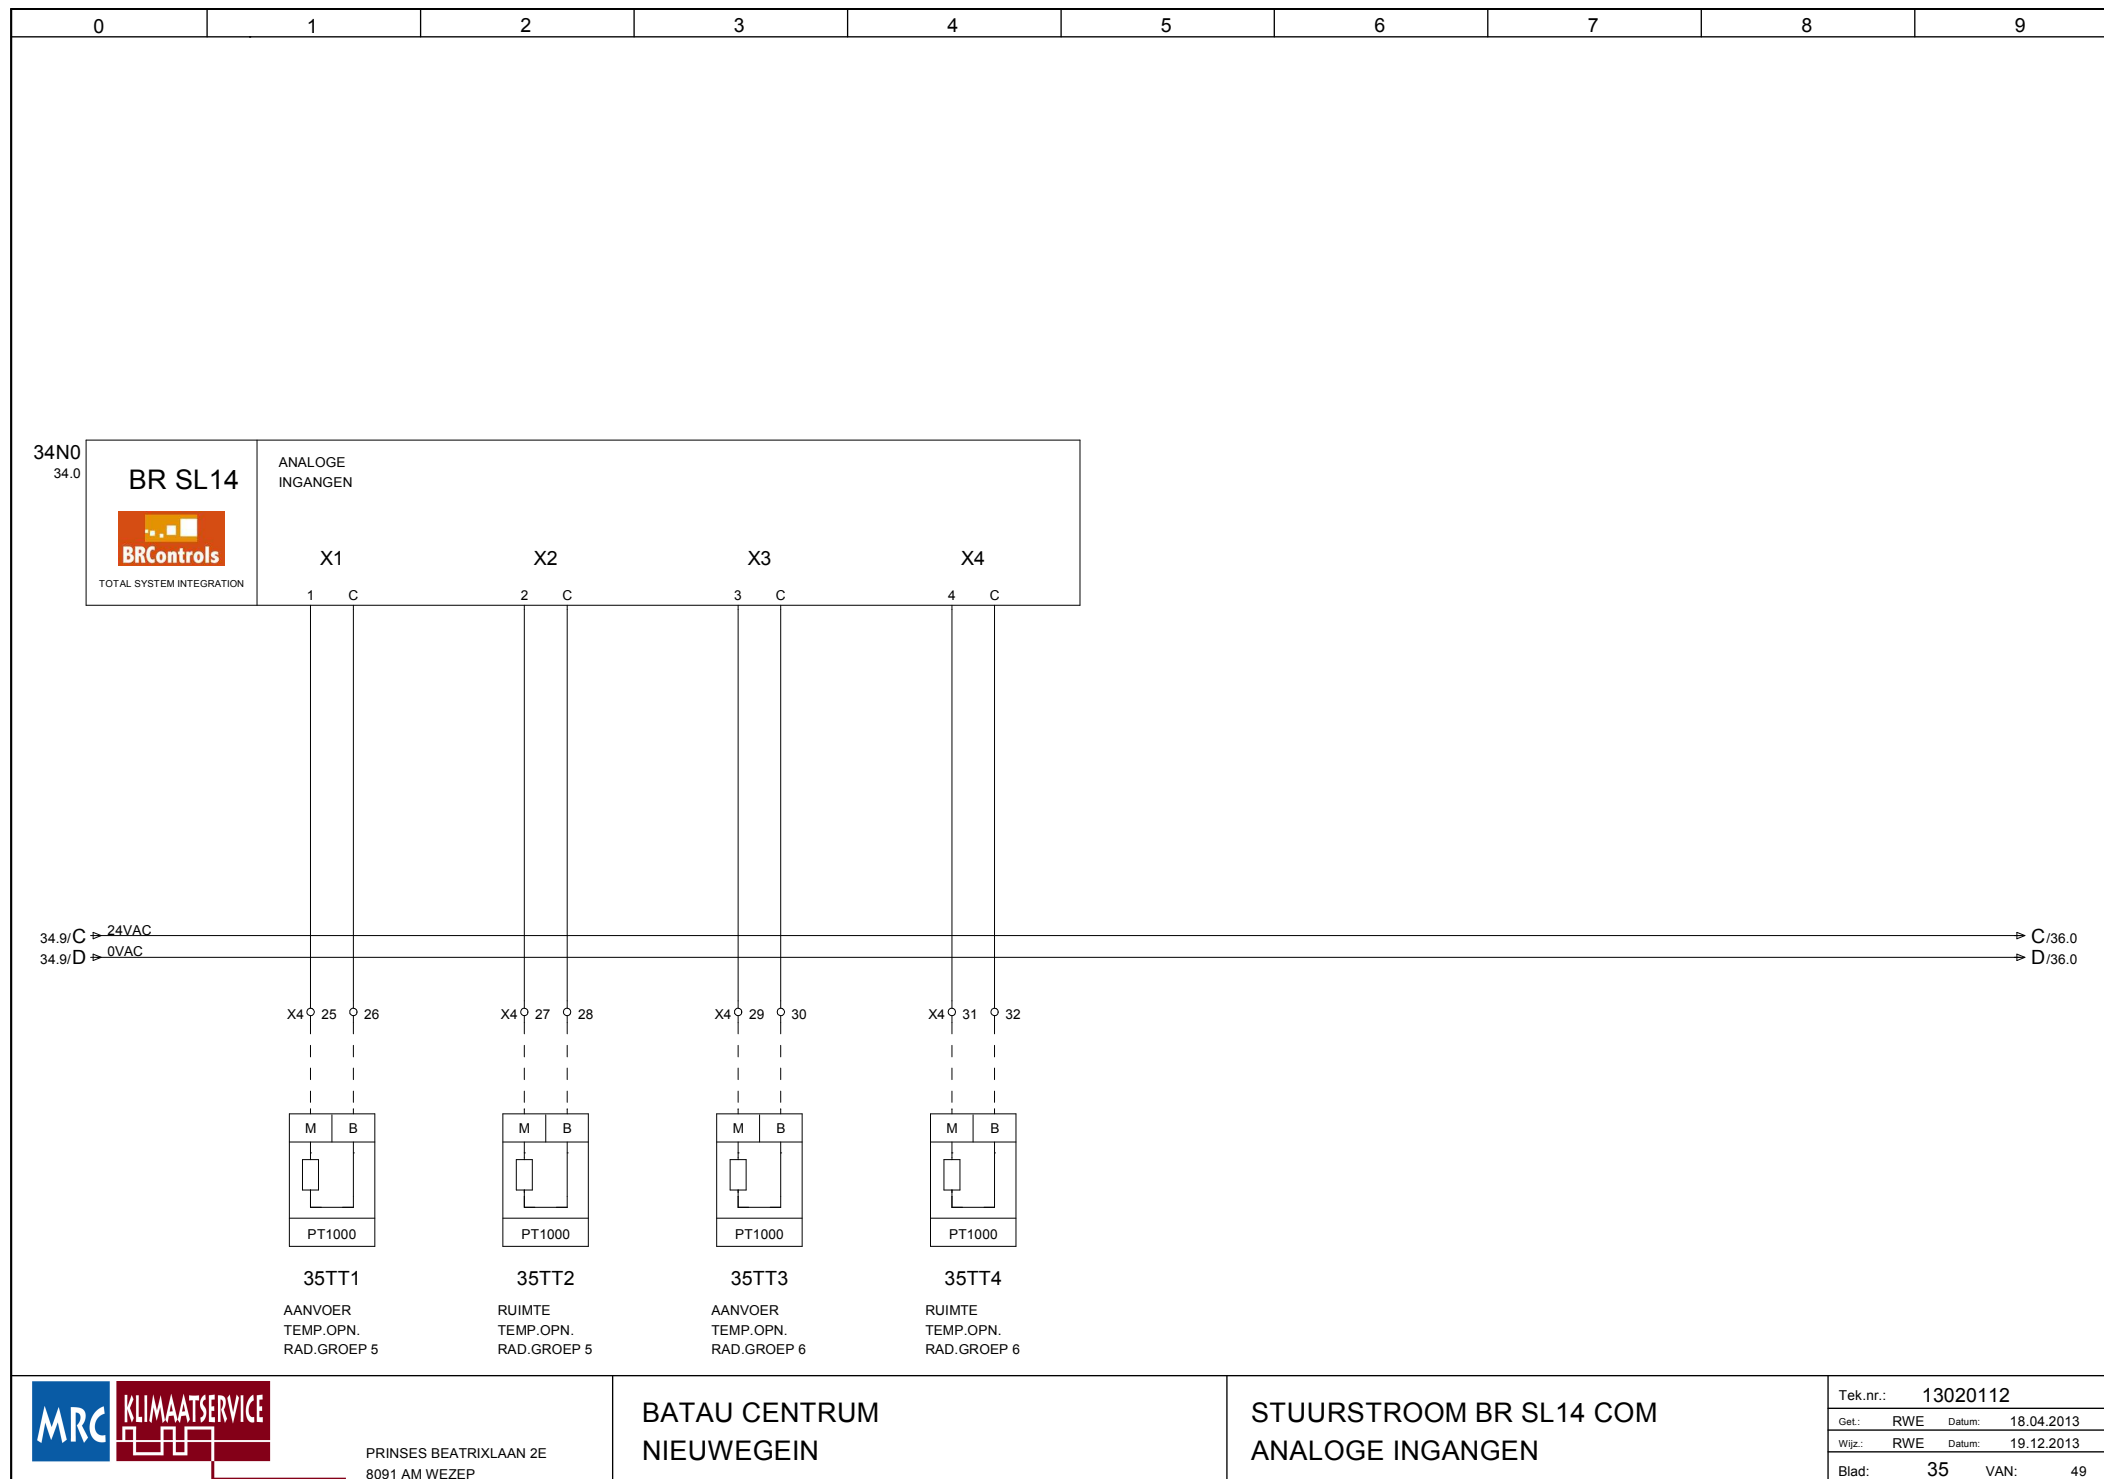 0 1 2 3 4 5 6 7 8 9
34N0
34.0
BR SL14
BRControls
TOTAL SYSTEM INTEGRATION
ANALOGE
INGANGEN
X1 X2 X3 X4
1 C 2 C 3 C 4 C
34.9/C 24VAC C/36.0
34.9/D 0VAC D/36.0
X4 25 26 X4 27 28 X4 29 30 X4 31 32
M B M B M B M B
PT1000 PT1000 PT1000 PT1000
35TT1 35TT2 35TT3 35TT4
AANVOER RUIMTE AANVOER RUIMTE
TEMP.OPN. TEMP.OPN. TEMP.OPN. TEMP.OPN.
RAD.GROEP 5 RAD.GROEP 5 RAD.GROEP 6 RAD.GROEP 6
MRC KLIMAATSERVICE
PRINSES BEATRIXLAAN 2E
8091 AM WEZEP
BATAU CENTRUM
NIEUWEGEIN
STUURSTROOM BR SL14 COM
ANALOGE INGANGEN
Tek.nr.: 13020112
Get.: RWE Datum: 18.04.2013
Wijz.: RWE Datum: 19.12.2013
Blad: 35 VAN: 49